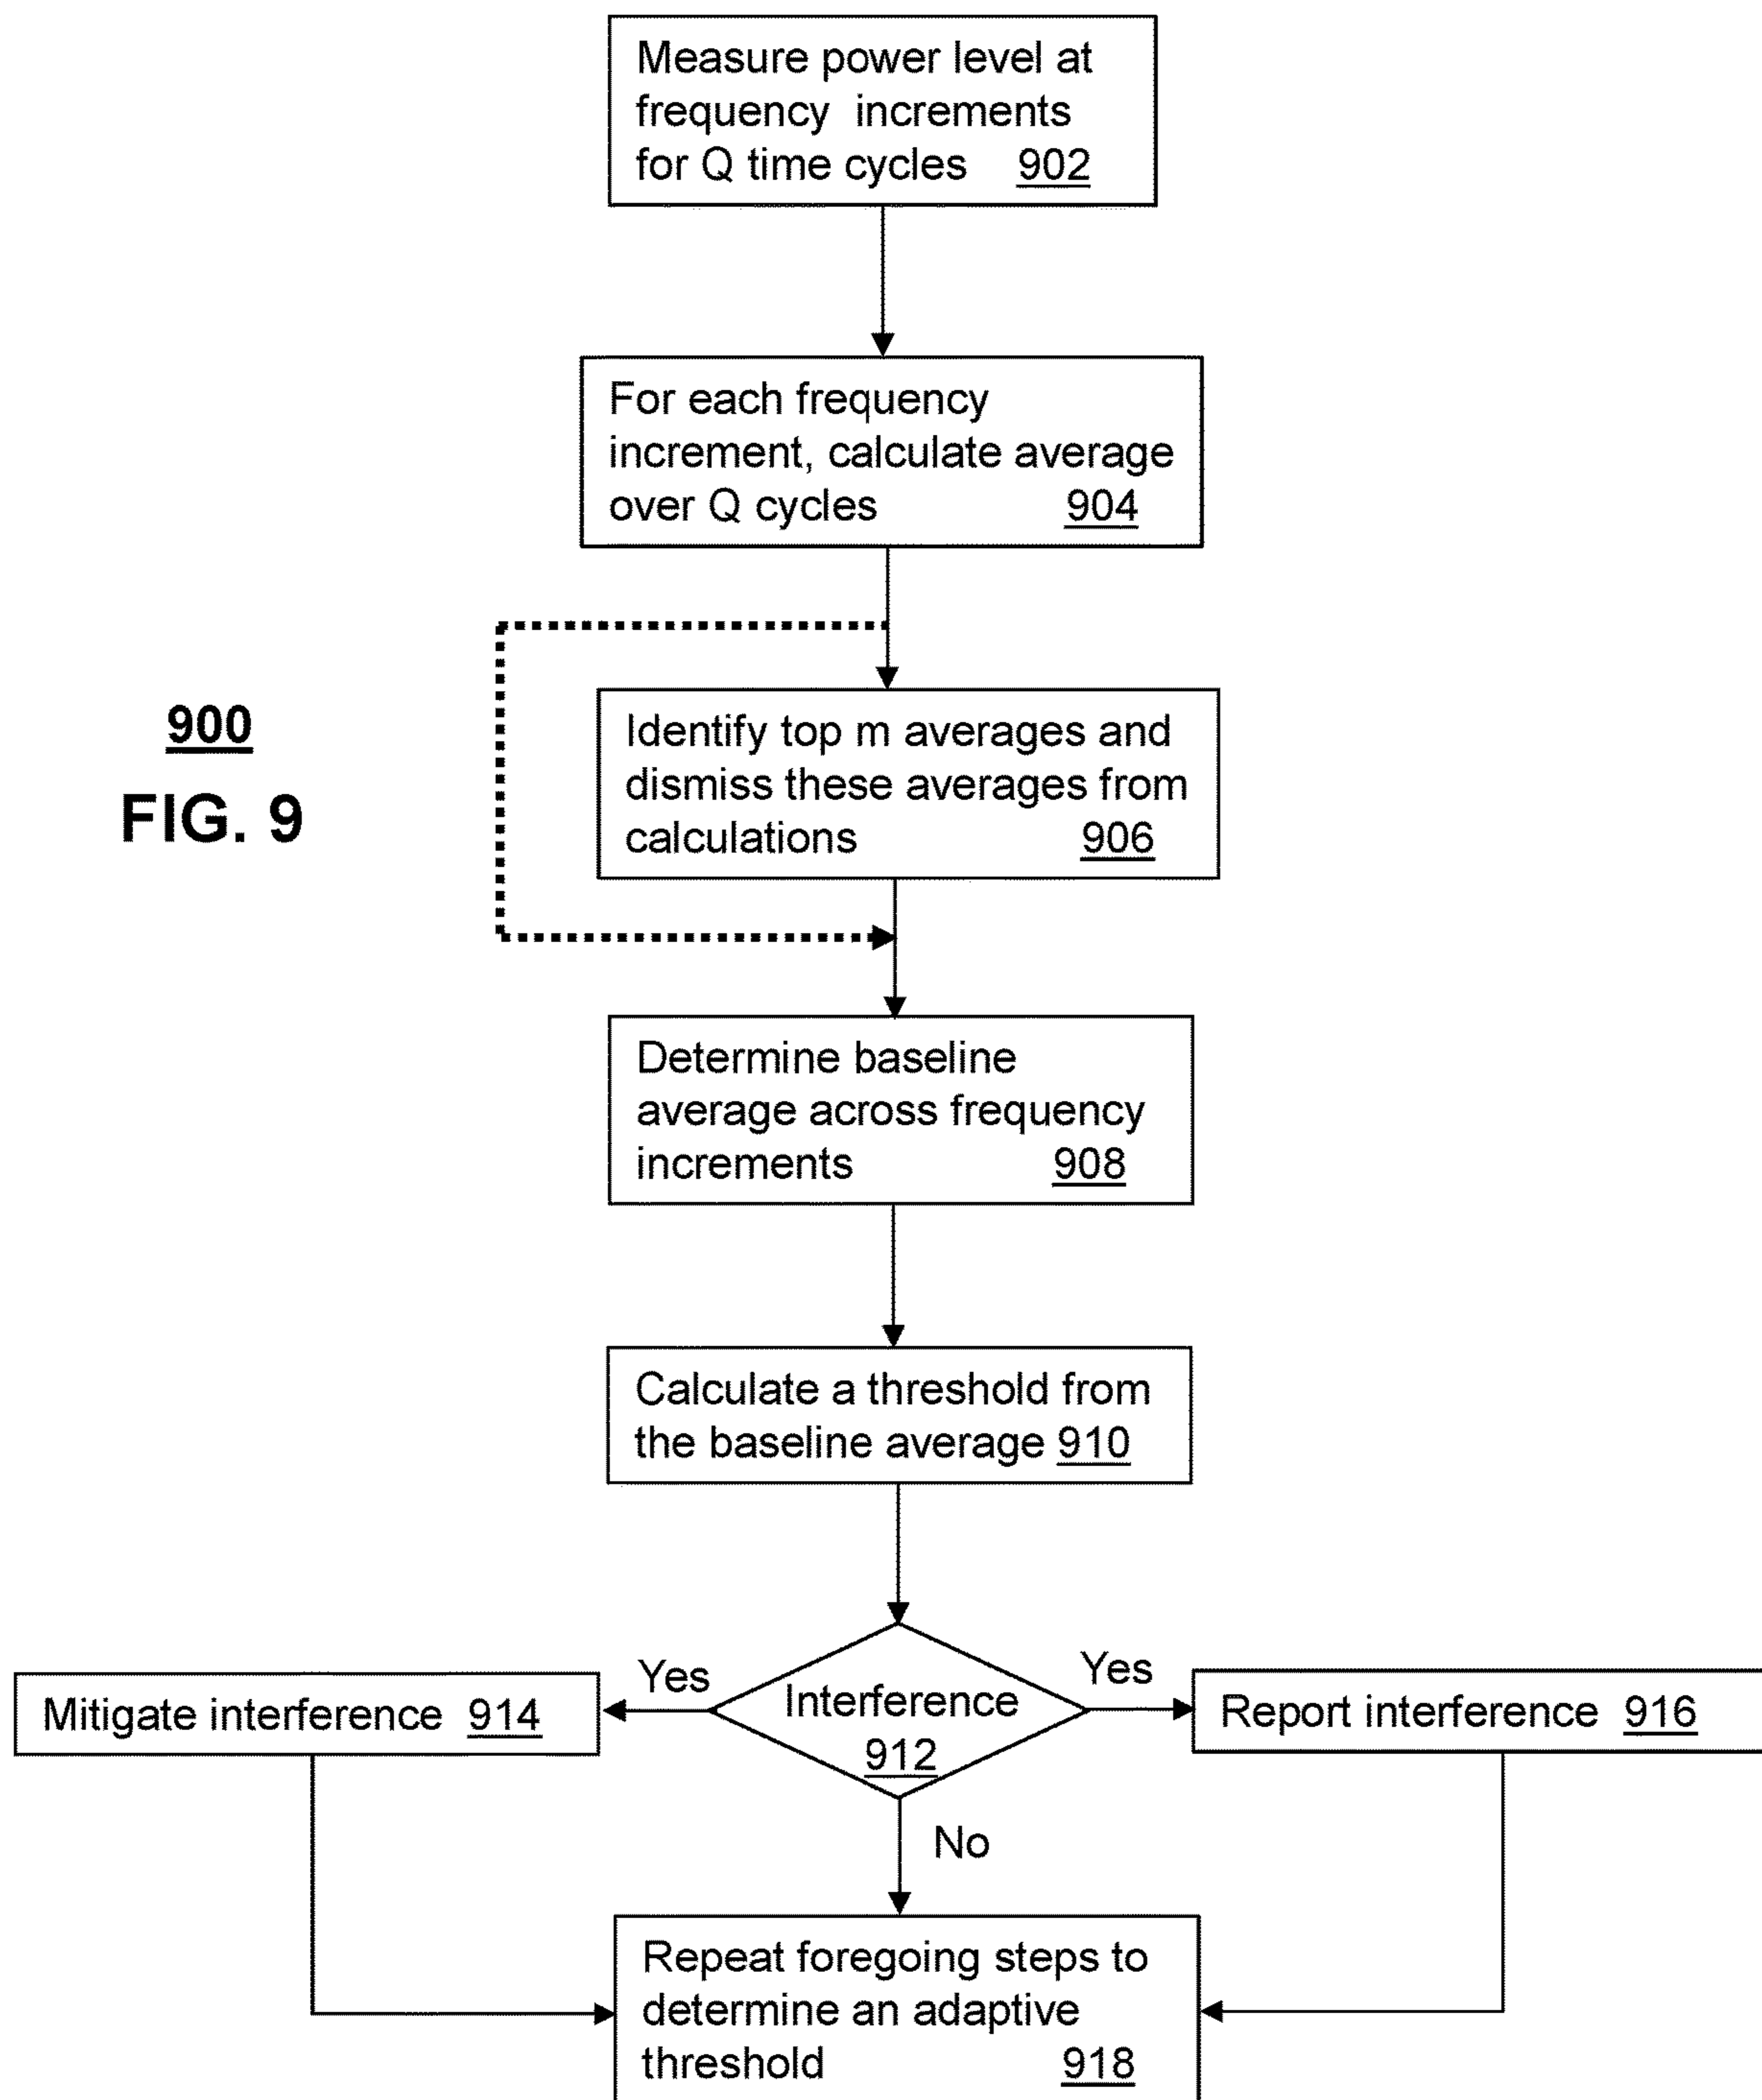 Measure power level at
frequency increments
for Q time cycles 902
For each frequency
increment, calculate average
over Q cycles 904
900
FIG. 9
Identify top m averages and
dismiss these averages from
calculations 906
Determine baseline
average across frequency
increments 908
Calculate a threshold from
the baseline average 910
Yes
Yes
Mitigate interference 914
Interference
912
Report interference 916
No
Repeat foregoing steps to
determine an adaptive
threshold 918